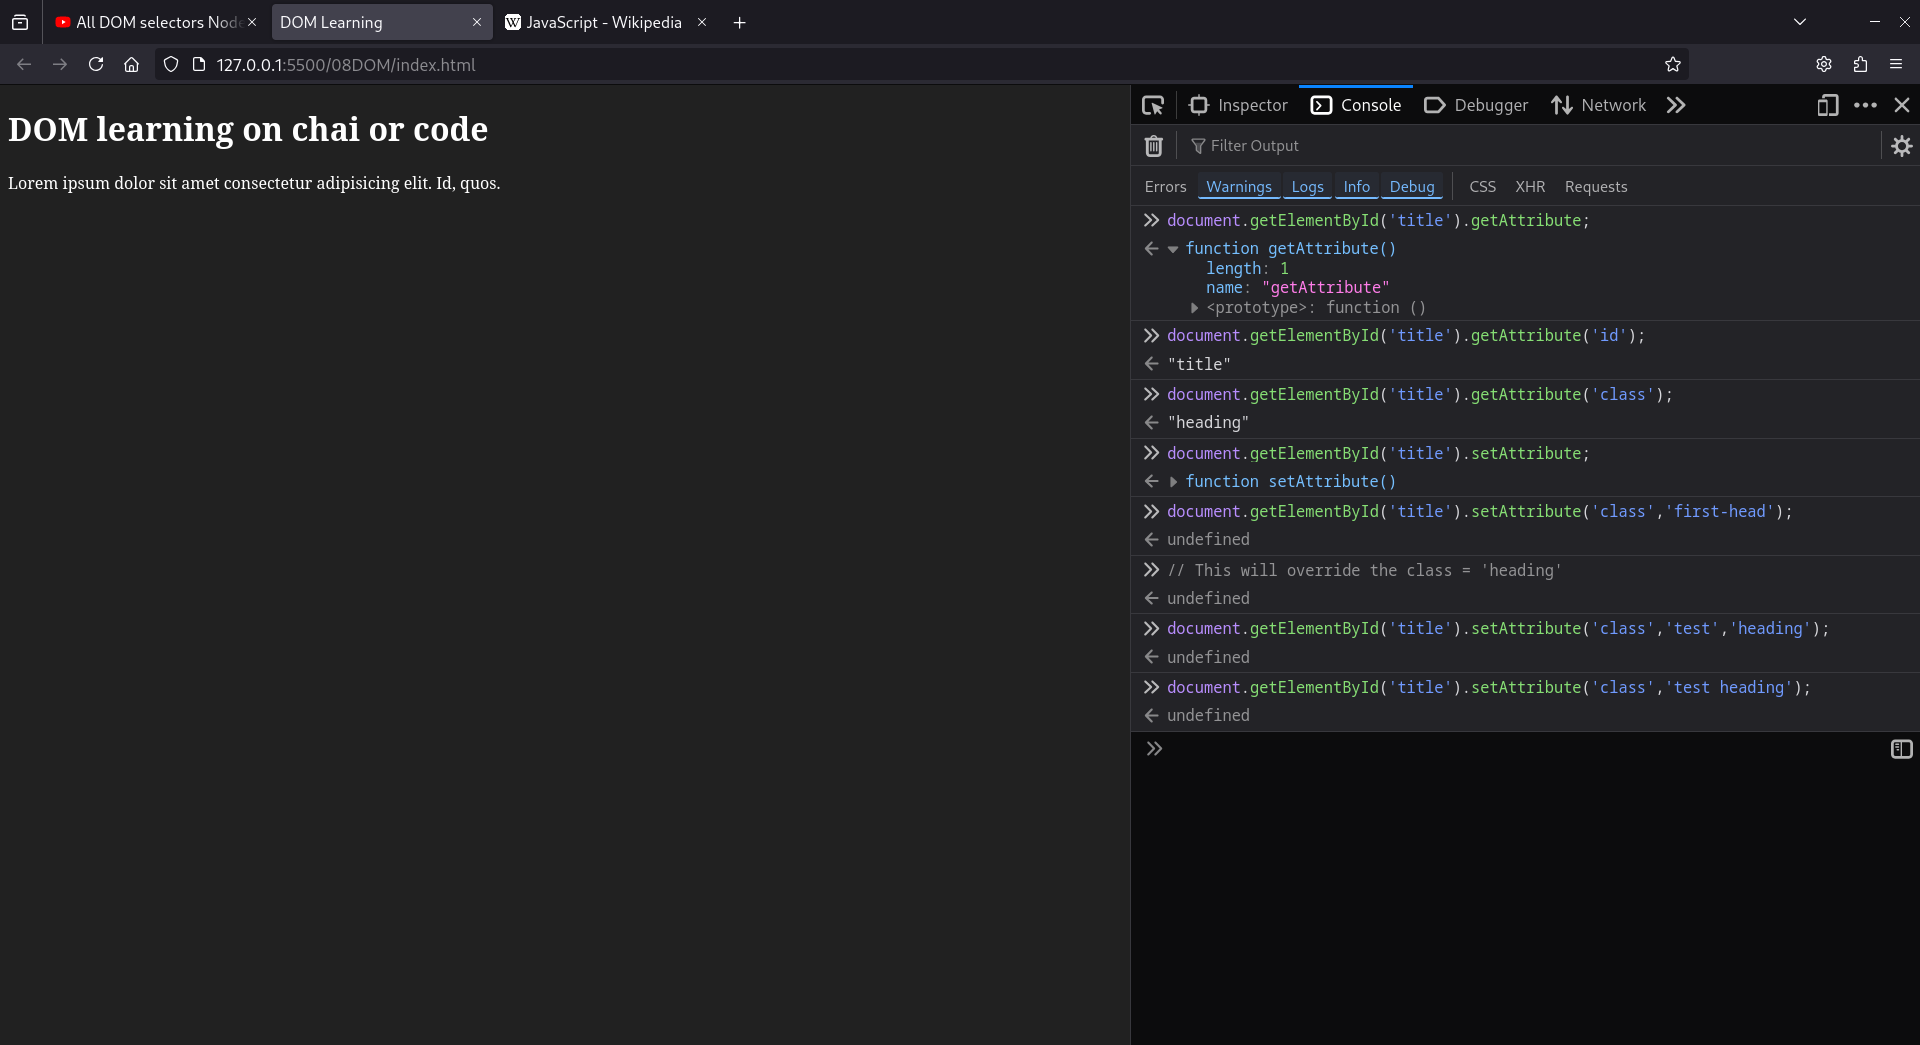 All DOM selectors Node
DOM Learning
JavaScript - Wikipedia
127.0.0.1:5500/08DOM/index.html
DOM learning on chai or code
Lorem ipsum dolor sit amet consectetur adipisicing elit. Id, quos.
Inspector
Console
Debugger
Network
Filter Output
Errors
Warnings
Logs
Info
Debug
CSS
XHR
Requests
document.getElementById('title').getAttribute;
function getAttribute()
length: 1
name: "getAttribute"
<prototype>: function ()
document.getElementById('title').getAttribute('id');
"title"
document.getElementById('title').getAttribute('class');
"heading"
document.getElementById('title').setAttribute;
function setAttribute()
document.getElementById('title').setAttribute('class','first-head');
undefined
// This will override the class = 'heading'
undefined
document.getElementById('title').setAttribute('class','test','heading');
undefined
document.getElementById('title').setAttribute('class','test heading');
undefined